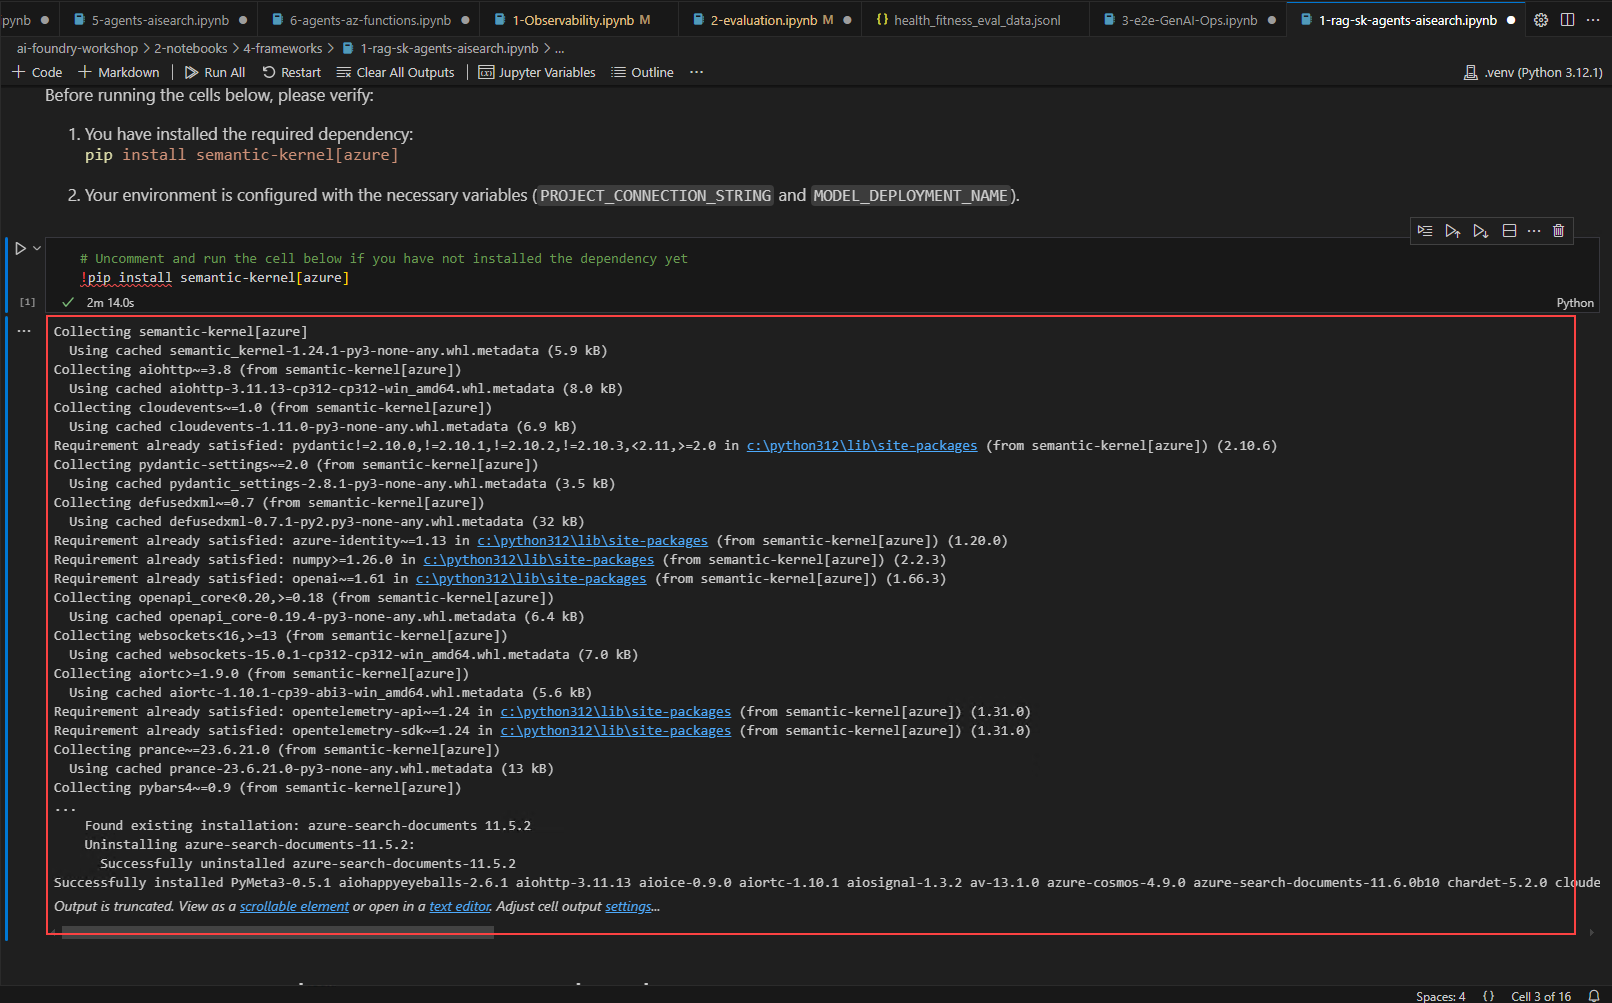 pynb
5-agents-aisearch.ipynb
6-agents-az-functions.ipynb
1-Observability.ipynb M
2-evaluation.ipynb M
health_fitness_eval_data.jsonl
3-e2e-GenAI-Ops.ipynb
1-rag-sk-agents-aisearch.ipynb
ai-foundry-workshop > 2-notebooks > 4-frameworks > 1-rag-sk-agents-aisearch.ipynb > ...
+ Code + Markdown | Run All Restart Clear All Outputs | Jupyter Variables Outline ...
.venv (Python 3.12.1)
Before running the cells below, please verify:
1. You have installed the required dependency:
pip install semantic-kernel[azure]
2. Your environment is configured with the necessary variables (PROJECT_CONNECTION_STRING and MODEL_DEPLOYMENT_NAME).
# Uncomment and run the cell below if you have not installed the dependency yet
!pip install semantic-kernel[azure]
[1]
2m 14.0s
Python
Collecting semantic-kernel[azure]
Using cached semantic_kernel-1.24.1-py3-none-any.whl.metadata (5.9 kB)
Collecting aiohttp~=3.8 (from semantic-kernel[azure])
Using cached aiohttp-3.11.13-cp312-cp312-win_amd64.whl.metadata (8.0 kB)
Collecting cloudevents~=1.0 (from semantic-kernel[azure])
Using cached cloudevents-1.11.0-py3-none-any.whl.metadata (6.9 kB)
Requirement already satisfied: pydantic!=2.10.0,!=2.10.1,!=2.10.2,!=2.10.3,<2.11,>=2.0 in c:\python312\lib\site-packages (from semantic-kernel[azure]) (2.10.6)
Collecting pydantic-settings~=2.0 (from semantic-kernel[azure])
Using cached pydantic_settings-2.8.1-py3-none-any.whl.metadata (3.5 kB)
Collecting defusedxml~=0.7 (from semantic-kernel[azure])
Using cached defusedxml-0.7.1-py2.py3-none-any.whl.metadata (32 kB)
Requirement already satisfied: azure-identity~=1.13 in c:\python312\lib\site-packages (from semantic-kernel[azure]) (1.20.0)
Requirement already satisfied: numpy>=1.26.0 in c:\python312\lib\site-packages (from semantic-kernel[azure]) (2.2.3)
Requirement already satisfied: openai~=1.61 in c:\python312\lib\site-packages (from semantic-kernel[azure]) (1.66.3)
Collecting openapi_core<0.20,>=0.18 (from semantic-kernel[azure])
Using cached openapi_core-0.19.4-py3-none-any.whl.metadata (6.4 kB)
Collecting websockets<16,>=13 (from semantic-kernel[azure])
Using cached websockets-15.0.1-cp312-cp312-win_amd64.whl.metadata (7.0 kB)
Collecting aiortc>=1.9.0 (from semantic-kernel[azure])
Using cached aiortc-1.10.1-cp39-abi3-win_amd64.whl.metadata (5.6 kB)
Requirement already satisfied: opentelemetry-api~=1.24 in c:\python312\lib\site-packages (from semantic-kernel[azure]) (1.31.0)
Requirement already satisfied: opentelemetry-sdk~=1.24 in c:\python312\lib\site-packages (from semantic-kernel[azure]) (1.31.0)
Collecting prance~=23.6.21.0 (from semantic-kernel[azure])
Using cached prance-23.6.21.0-py3-none-any.whl.metadata (13 kB)
Collecting pybars4~=0.9 (from semantic-kernel[azure])
...
Found existing installation: azure-search-documents 11.5.2
Uninstalling azure-search-documents-11.5.2:
Successfully uninstalled azure-search-documents-11.5.2
Successfully installed PyMeta3-0.5.1 aiohappyeyeballs-2.6.1 aiohttp-3.11.13 aioice-0.9.0 aiortc-1.10.1 aiosignal-1.3.2 av-13.1.0 azure-cosmos-4.9.0 azure-search-documents-11.6.0b10 chardet-5.2.0 cloude
Output is truncated. View as a scrollable element or open in a text editor. Adjust cell output settings...
Spaces: 4 {} Cell 3 of 16